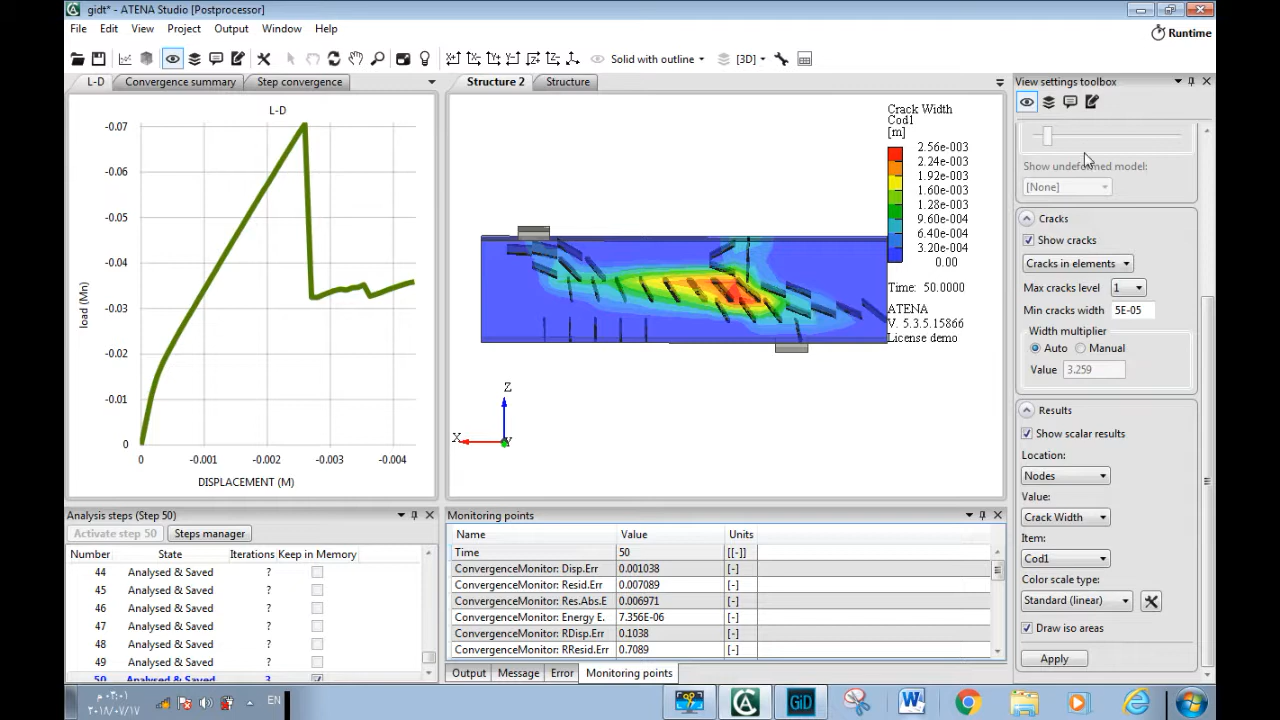 gidt* - ATENA Studio [Postprocessor]
File Edit View Project Output Window Help
Runtime
Solid with outline
[3D]
L-D Convergence summary Step convergence
Structure 2 Structure
View settings toolbox
L-D
-0.07
-0.06
-0.05
-0.04
-0.03
-0.02
-0.01
0
load (Mn)
0 -0.001 -0.002 -0.003 -0.004
DISPLACEMENT (M)
Crack Width
Cod1
[m]
2.56e-003
2.24e-003
1.92e-003
1.60e-003
1.28e-003
9.60e-004
6.40e-004
3.20e-004
0.00
Time: 50.0000
ATENA
V. 5.3.5.15866
License demo
Z
X
Y
Show undeformed model:
[None]
Cracks
Show cracks
Cracks in elements
Max cracks level 1
Min cracks width 5E-05
Width multiplier
Auto Manual
Value 3.259
Results
Show scalar results
Location:
Nodes
Value:
Crack Width
Item:
Cod1
Color scale type:
Standard (linear)
Draw iso areas
Apply
Analysis steps (Step 50)
Activate step 50 Steps manager
Number State Iterations Keep in Memory
44 Analysed & Saved ?
45 Analysed & Saved ?
46 Analysed & Saved ?
47 Analysed & Saved ?
48 Analysed & Saved ?
49 Analysed & Saved ?
50 Analysed & Saved 3
Monitoring points
Name Value Units
Time 50 [[-]]
ConvergenceMonitor: Disp.Err 0.001038 [-]
ConvergenceMonitor: Resid.Err 0.007089 [-]
ConvergenceMonitor: Res.Abs.E 0.006971 [-]
ConvergenceMonitor: Energy E. 7.356E-06 [-]
ConvergenceMonitor: RDisp.Err 0.1038 [-]
ConvergenceMonitor: RResid.Err 0.7089 [-]
Output Message Error Monitoring points
٠٣:٠١ م
٢٠١٨/٠٧/١٧
EN
GiD